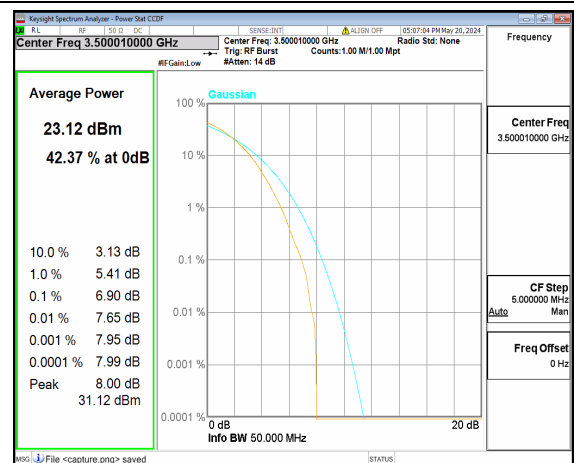 Keysight Spectrum Analyzer - Power Stat CCDF
RL RF 50 Ω DC SENSE:INT ALIGN OFF 05:07:04 PM May 20, 2024
Center Freq 3.500010000 GHz
Center Freq: 3.500010000 GHz Radio Std: None
Trig: RF Burst Counts:1.00 M/1.00 Mpt
#IFGain:Low #Atten: 14 dB
Frequency
Average Power
23.12 dBm
42.37 % at 0dB
10.0 % 3.13 dB
1.0 % 5.41 dB
0.1 % 6.90 dB
0.01 % 7.65 dB
0.001 % 7.95 dB
0.0001 % 7.99 dB
Peak 8.00 dB
31.12 dBm
Gaussian
100 %
10 %
1 %
0.1 %
0.01 %
0.001 %
0.0001 %
0 dB 20 dB
Info BW 50.000 MHz
Center Freq
3.500010000 GHz
CF Step
5.000000 MHz
Auto Man
Freq Offset
0 Hz
MSG File <capture.png> saved STATUS